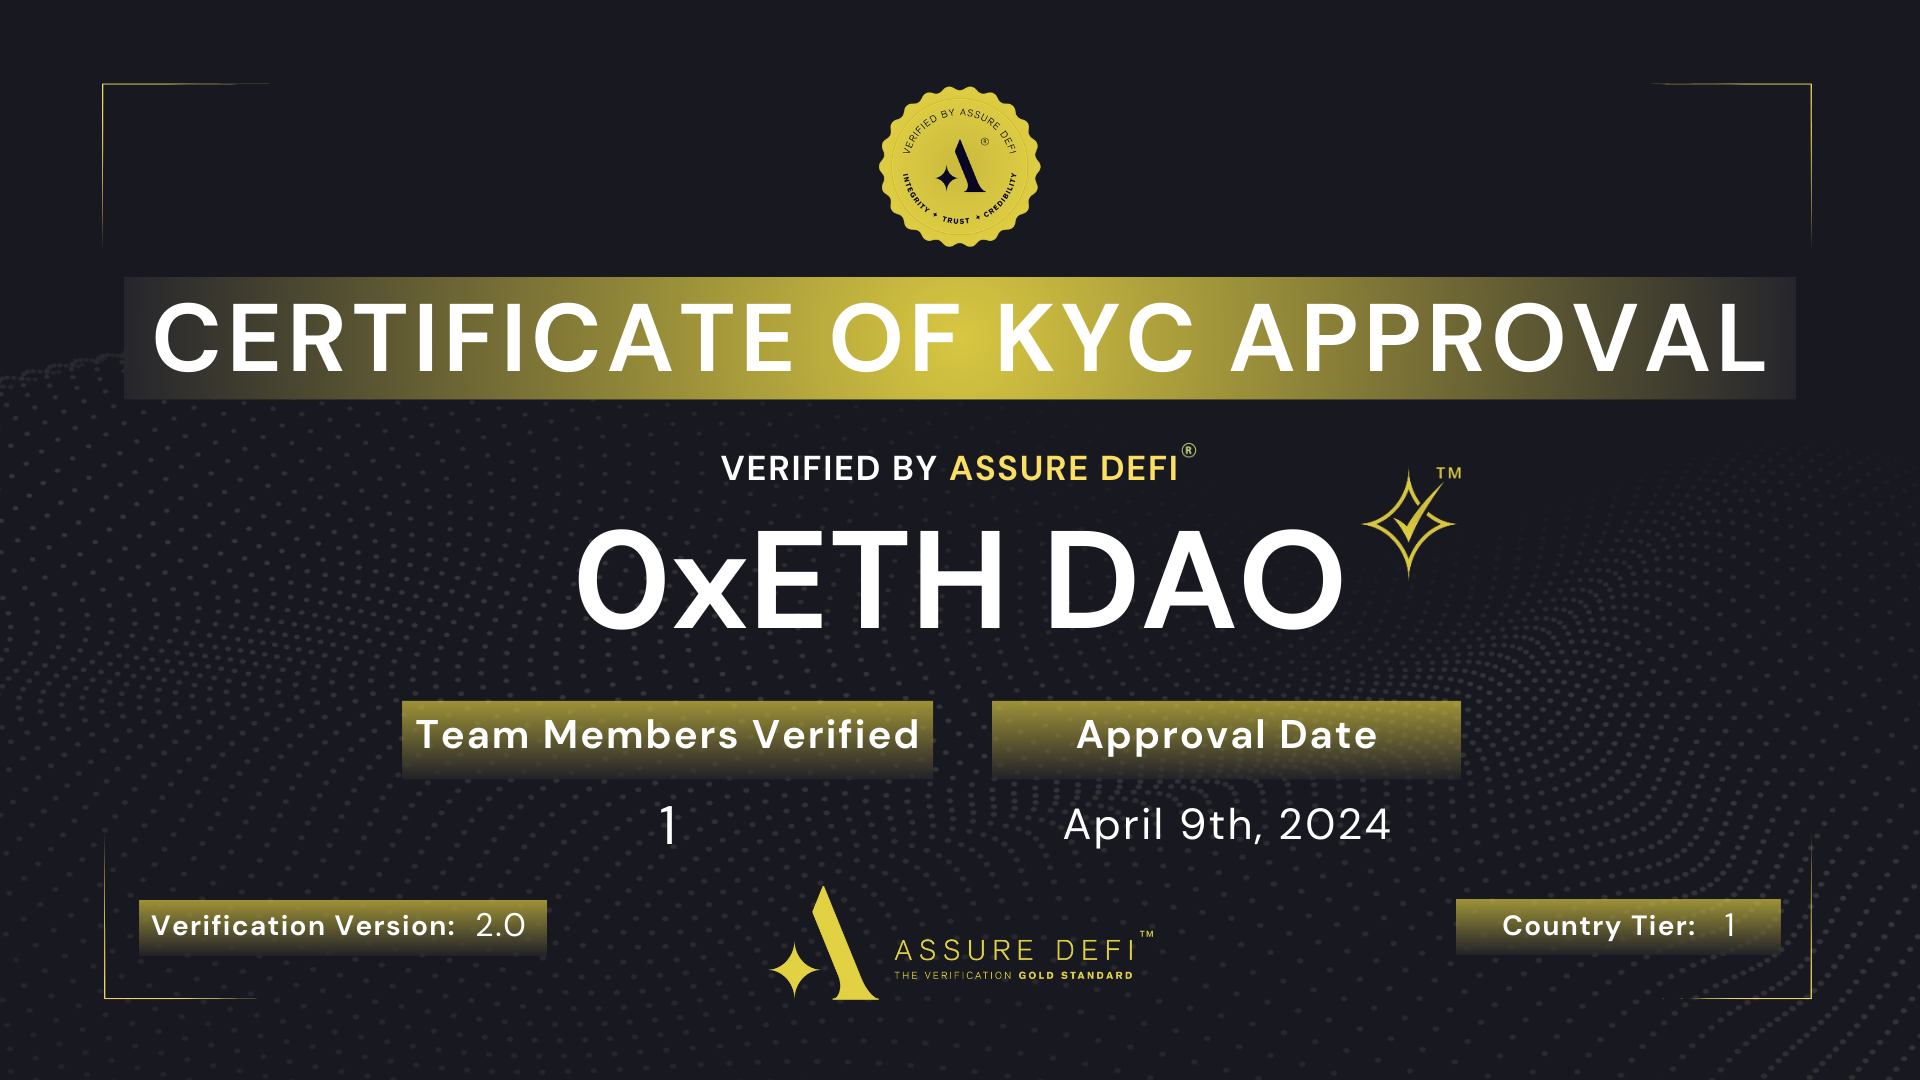 VERIFIED BY ASSURE DEFI
®
INTEGRITY ✦ TRUST ✦ CREDIBILITY
CERTIFICATE OF KYC APPROVAL
VERIFIED BY ASSURE DEFI®
0xETH DAO
TM
Team Members Verified
Approval Date
1
April 9th, 2024
Verification Version: 2.0
ASSURE DEFI™
THE VERIFICATION GOLD STANDARD
Country Tier: 1